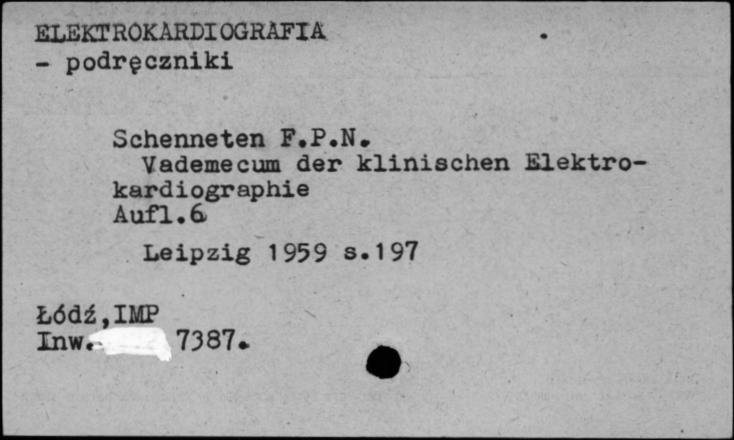 ELEKTROKARDIOGRAFIA
- podręczniki
Schenneten F.P.N.
Vademecum der klinischen Elektro-
kardiographie
Aufl.6
Leipzig 1959 s.197
Łódź,IMP
Inw. 7387.